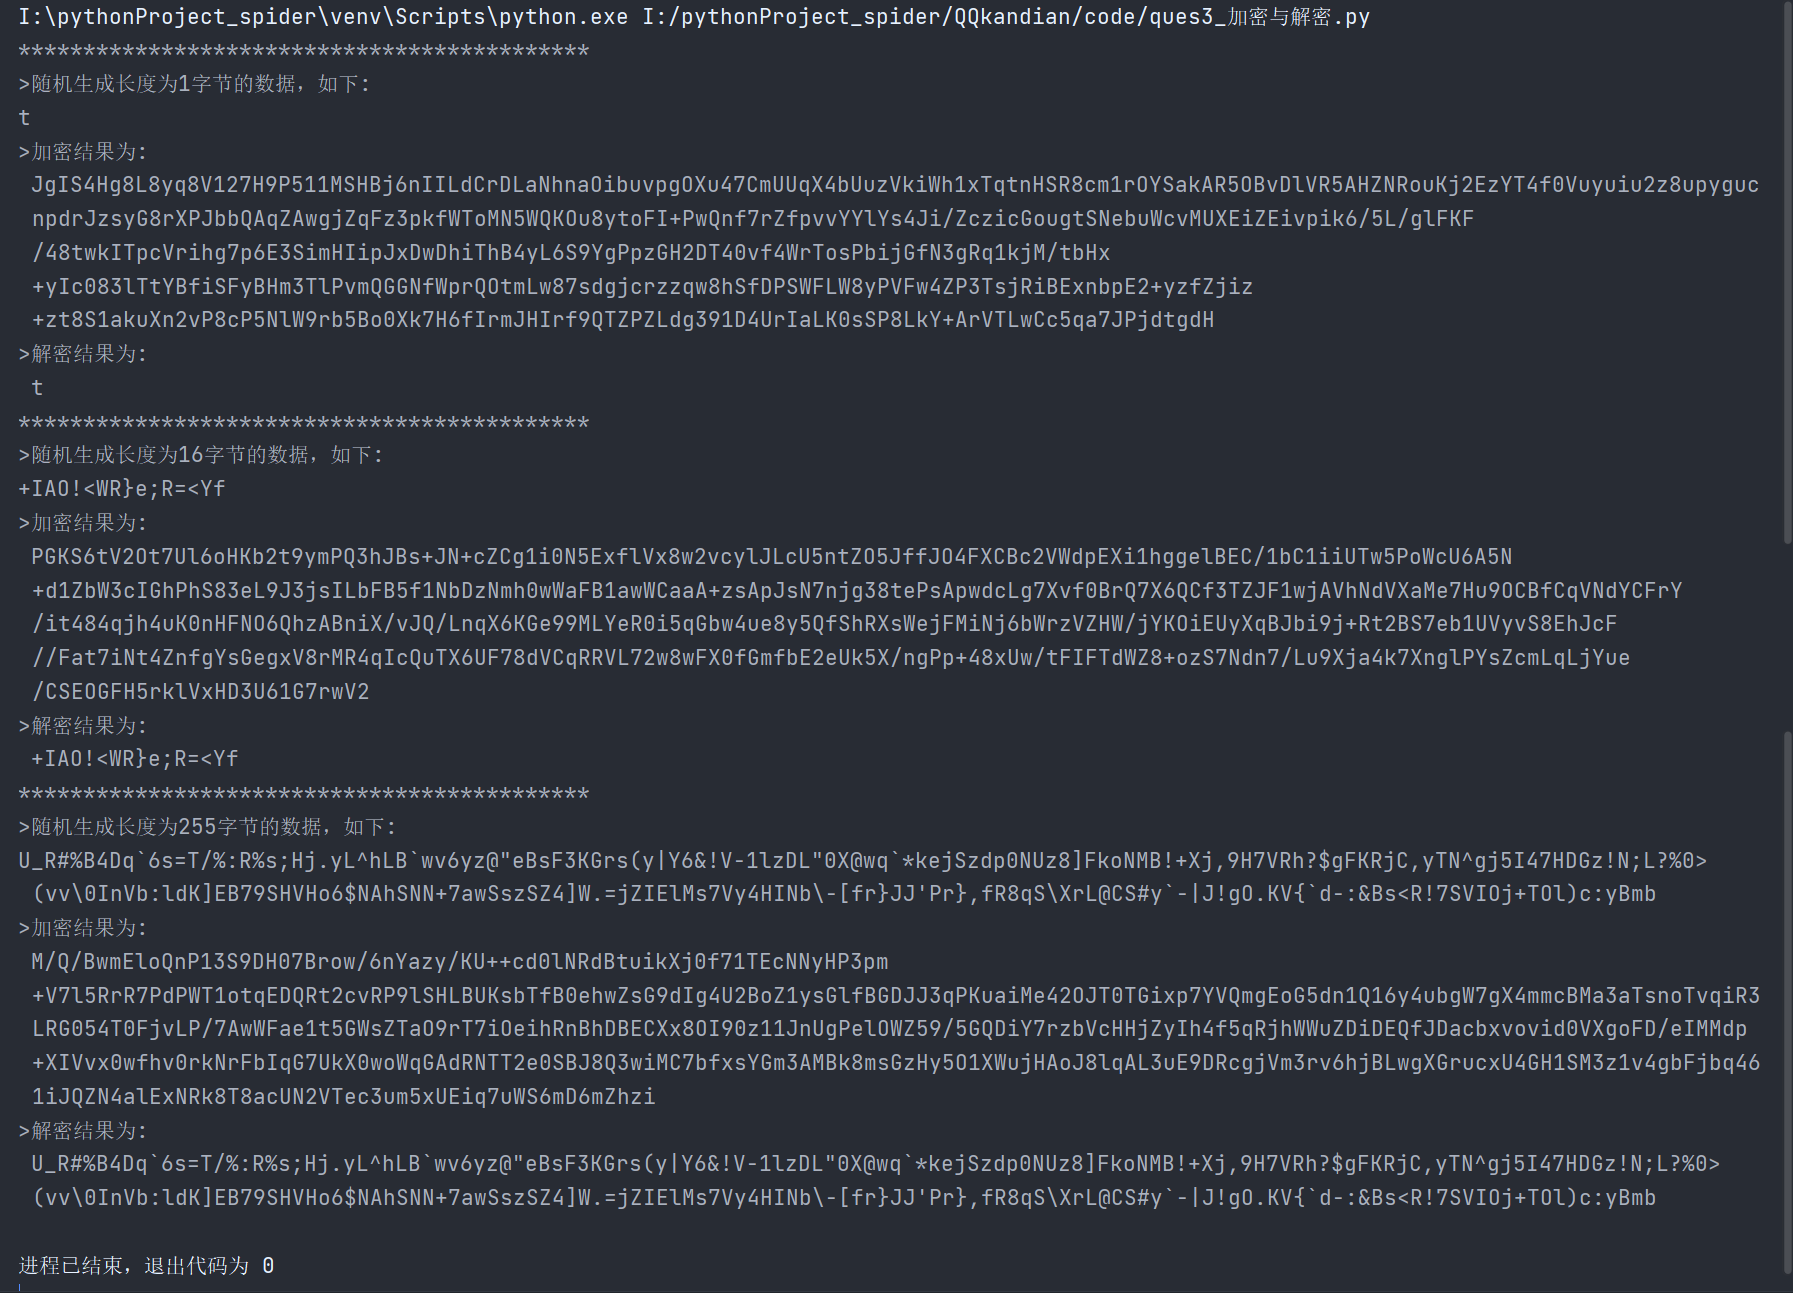 I:\pythonProject_spider\venv\Scripts\python.exe I:/pythonProject_spider/QQkandian/code/ques3_加密与解密.py
********************************************
>随机生成长度为1字节的数据，如下:
t
>加密结果为:
JgIS4Hg8L8yq8V127H9P511MSHBj6nIILdCrDLaNhnaOibuvpgOXu47CmUUqX4bUuzVkiWh1xTqtnHSR8cm1rOYSakAR5OBvDlVR5AHZNRouKj2EzYT4f0Vuyuiu2z8upyguc
npdrJzsyG8rXPJbbQAqZAwgjZqFz3pkfWToMN5WQKOu8ytoFI+PwQnf7rZfpvvYYlYs4Ji/ZczicGougtSNebuWcvMUXEiZEivpik6/5L/glFKF
/48twkITpcVrihg7p6E3SimHIipJxDwDhiThB4yL6S9YgPpzGH2DT40vf4WrTosPbijGfN3gRq1kjM/tbHx
+yIc083lTtYBfiSFyBHm3TlPvmQGGNfWprQOtmLw87sdgjcrzzqw8hSfDPSWFLW8yPVFw4ZP3TsjRiBExnbpE2+yzfZjiz
+zt8S1akuXn2vP8cP5NlW9rb5Bo0Xk7H6fIrmJHIrf9QTZPZLdg391D4UrIaLK0sSP8LkY+ArVTLwCc5qa7JPjdtgdH
>解密结果为:
t
********************************************
>随机生成长度为16字节的数据，如下:
+IAO!<WR}e;R=<Yf
>加密结果为:
PGKS6tV2Ot7Ul6oHKb2t9ymPQ3hJBs+JN+cZCg1i0N5ExflVx8w2vcylJLcU5ntZO5JffJO4FXCBc2VWdpEXi1hggelBEC/1bC1iiUTw5PoWcU6A5N
+d1ZbW3cIGhPhS83eL9J3jsILbFB5f1NbDzNmh0wWaFB1awWCaaA+zsApJsN7njg38tePsApwdcLg7Xvf0BrQ7X6QCf3TZJF1wjAVhNdVXaMe7Hu9OCBfCqVNdYCFrY
/it484qjh4uK0nHFNO6QhzABniX/vJQ/LnqX6KGe99MLYeR0i5qGbw4ue8y5QfShRXsWejFMiNj6bWrzVZHW/jYKOiEUyXqBJbi9j+Rt2BS7eb1UVyvS8EhJcF
//Fat7iNt4ZnfgYsGegxV8rMR4qIcQuTX6UF78dVCqRRVL72w8wFX0fGmfbE2eUk5X/ngPp+48xUw/tFIFTdWZ8+ozS7Ndn7/Lu9Xja4k7XnglPYsZcmLqLjYue
/CSEOGFH5rklVxHD3U61G7rwV2
>解密结果为:
+IAO!<WR}e;R=<Yf
********************************************
>随机生成长度为255字节的数据，如下:
U_R#%B4Dq`6s=T/%:R%s;Hj.yL^hLB`wv6yz@"eBsF3KGrs(y|Y6&!V-1lzDL"0X@wq`*kejSzdp0NUz8]FkoNMB!+Xj,9H7VRh?$gFKRjC,yTN^gj5I47HDGz!N;L?%0>
(vv\0InVb:ldK]EB79SHVHo6$NAhSNN+7awSszSZ4]W.=jZIElMs7Vy4HINb\-[fr}JJ'Pr},fR8qS\XrL@CS#y`-|J!gO.KV{`d-:&Bs<R!7SVIOj+TOl)c:yBmb
>加密结果为:
M/Q/BwmEloQnP13S9DH07Brow/6nYazy/KU++cd0lNRdBtuikXj0f71TEcNNyHP3pm
+V7l5RrR7PdPWT1otqEDQRt2cvRP9lSHLBUKsbTfB0ehwZsG9dIg4U2BoZ1ysGlfBGDJJ3qPKuaiMe42OJT0TGixp7YVQmgEoG5dn1Q16y4ubgW7gX4mmcBMa3aTsnoTvqiR3
LRG054T0FjvLP/7AwWFae1t5GWsZTaO9rT7iOeihRnBhDBECXx8OI90z11JnUgPelOWZ59/5GQDiY7rzbVcHHjZyIh4f5qRjhWWuZDiDEQfJDacbxvovid0VXgoFD/eIMMdp
+XIVvx0wfhv0rkNrFbIqG7UkX0woWqGAdRNTT2e0SBJ8Q3wiMC7bfxsYGm3AMBk8msGzHy5O1XWujHAoJ8lqAL3uE9DRcgjVm3rv6hjBLwgXGrucxU4GH1SM3z1v4gbFjbq46
1iJQZN4alExNRk8T8acUN2VTec3um5xUEiq7uWS6mD6mZhzi
>解密结果为:
U_R#%B4Dq`6s=T/%:R%s;Hj.yL^hLB`wv6yz@"eBsF3KGrs(y|Y6&!V-1lzDL"0X@wq`*kejSzdp0NUz8]FkoNMB!+Xj,9H7VRh?$gFKRjC,yTN^gj5I47HDGz!N;L?%0>
(vv\0InVb:ldK]EB79SHVHo6$NAhSNN+7awSszSZ4]W.=jZIElMs7Vy4HINb\-[fr}JJ'Pr},fR8qS\XrL@CS#y`-|J!gO.KV{`d-:&Bs<R!7SVIOj+TOl)c:yBmb
进程已结束，退出代码为 0